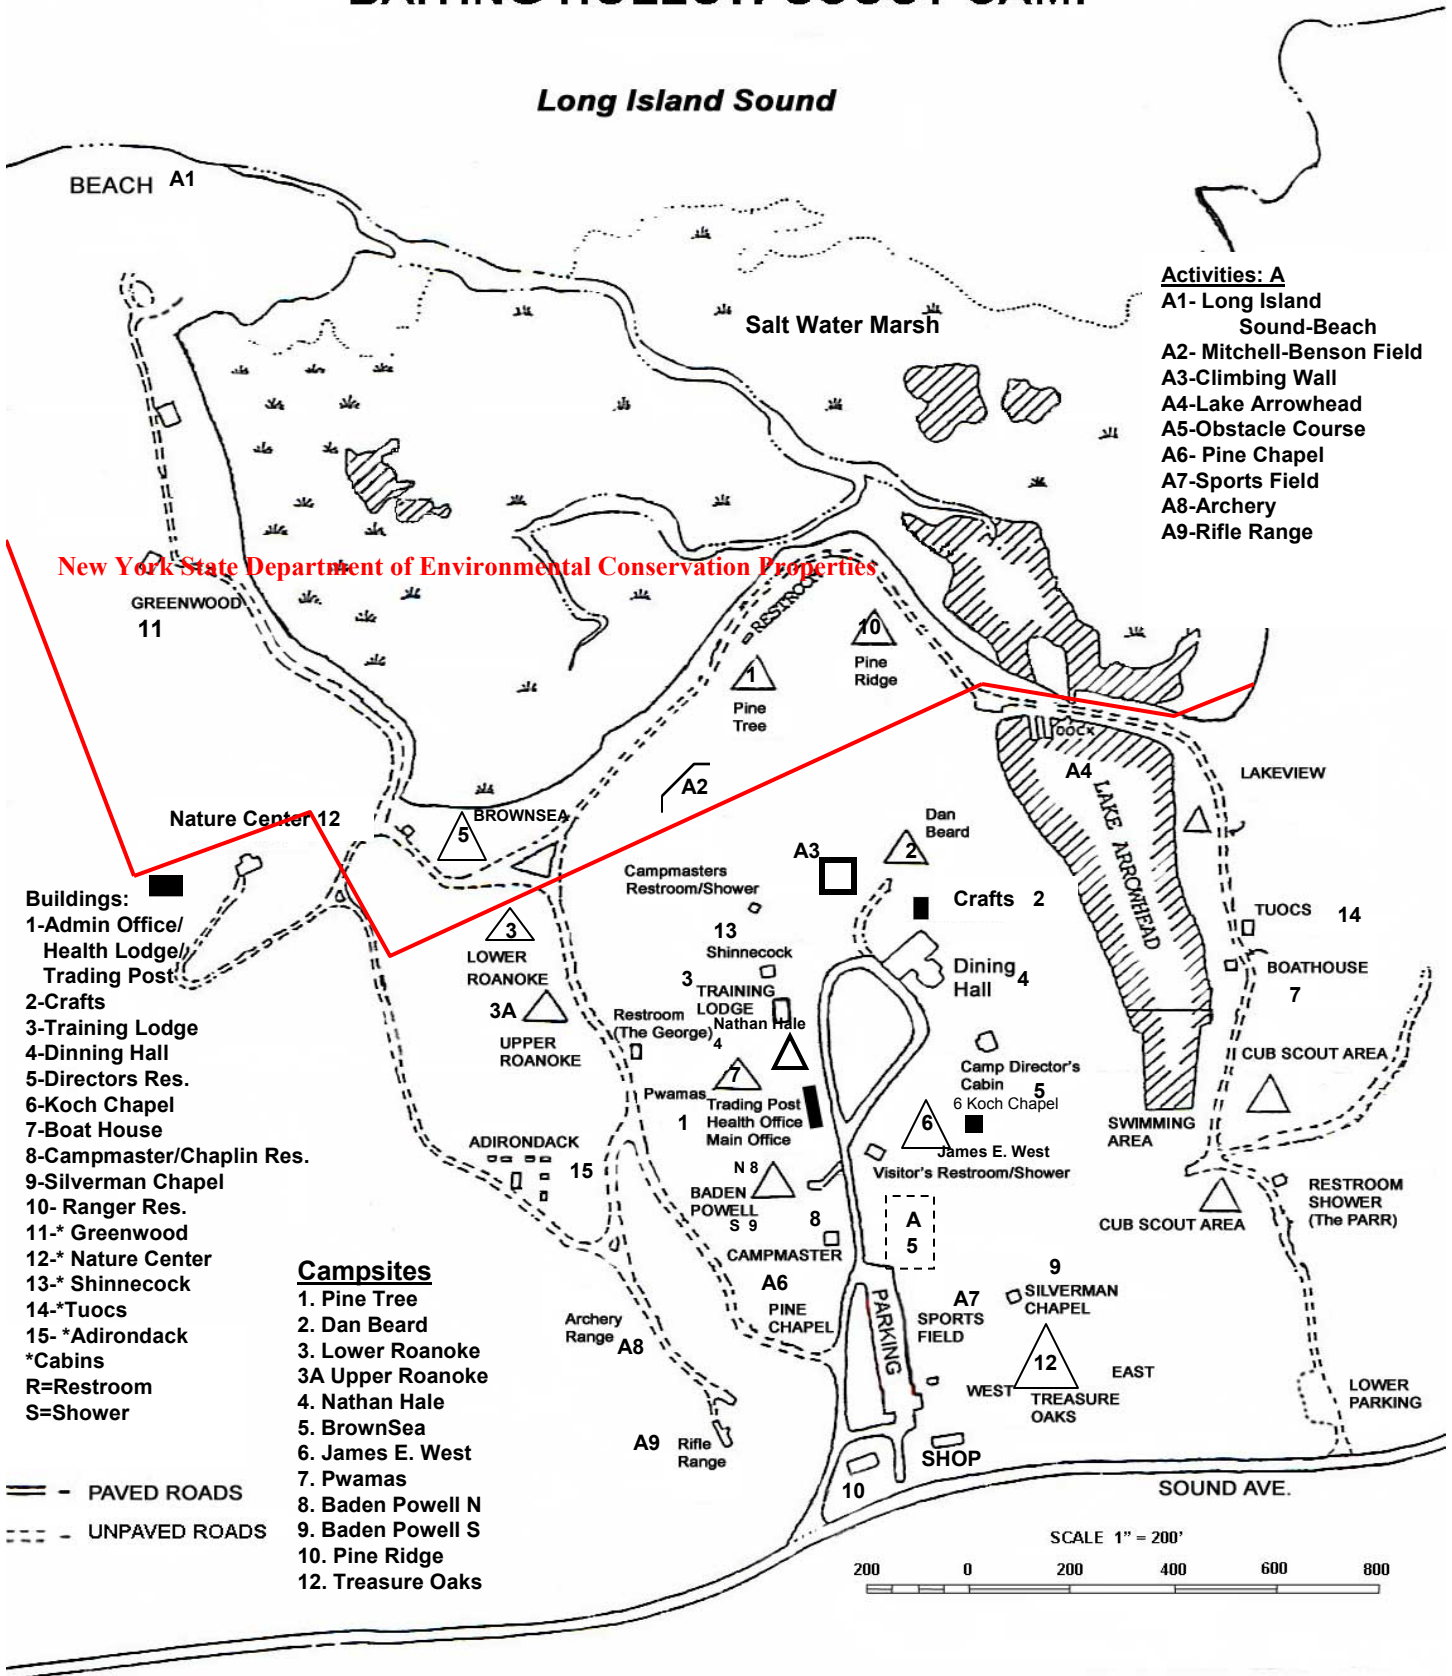 Long Island Sound
BEACH A1
Activities: A
A1- Long Island
Sound-Beach
A2- Mitchell-Benson Field
A3-Climbing Wall
A4-Lake Arrowhead
A5-Obstacle Course
A6- Pine Chapel
A7-Sports Field
A8-Archery
A9-Rifle Range
Salt Water Marsh
New York State Department of Environmental Conservation Properties
GREENWOOD
11
RESTROOM
10
Pine
Ridge
1
Pine
Tree
DOCK
A4
LAKE ARROWHEAD
LAKEVIEW
A2
Nature Center 12
BROWNSEA
5
Dan
Beard
2
A3
Campmasters
Restroom/Shower
Crafts 2
13
Shinnecock
3
LOWER
ROANOKE
3A
UPPER
ROANOKE
3
TRAINING
LODGE
Nathan Hale
4
Restroom
(The George)
Dining
Hall
4
TUOCS 14
BOATHOUSE
7
CUB SCOUT AREA
Camp Director's
Cabin
5
6 Koch Chapel
7
Pwamas
1
Trading Post
Health Office
Main Office
6
James E. West
Visitor's Restroom/Shower
SWIMMING
AREA
CUB SCOUT AREA
RESTROOM
SHOWER
(The PARR)
ADIRONDACK
15
N 8
BADEN
POWELL
S 9
8
CAMPMASTER
A
5
A6
PINE
CHAPEL
PARKING
A7
SPORTS
FIELD
9
SILVERMAN
CHAPEL
12
WEST
EAST
TREASURE
OAKS
LOWER
PARKING
Archery
Range
A8
A9
Rifle
Range
SHOP
10
SOUND AVE.
Buildings:
1-Admin Office/
Health Lodge/
Trading Post
2-Crafts
3-Training Lodge
4-Dinning Hall
5-Directors Res.
6-Koch Chapel
7-Boat House
8-Campmaster/Chaplin Res.
9-Silverman Chapel
10- Ranger Res.
11-* Greenwood
12-* Nature Center
13-* Shinnecock
14-*Tuocs
15- *Adirondack
*Cabins
R=Restroom
S=Shower
Campsites
1. Pine Tree
2. Dan Beard
3. Lower Roanoke
3A Upper Roanoke
4. Nathan Hale
5. BrownSea
6. James E. West
7. Pwamas
8. Baden Powell N
9. Baden Powell S
10. Pine Ridge
12. Treasure Oaks
PAVED ROADS
UNPAVED ROADS
SCALE 1" = 200'
200 0 200 400 600 800